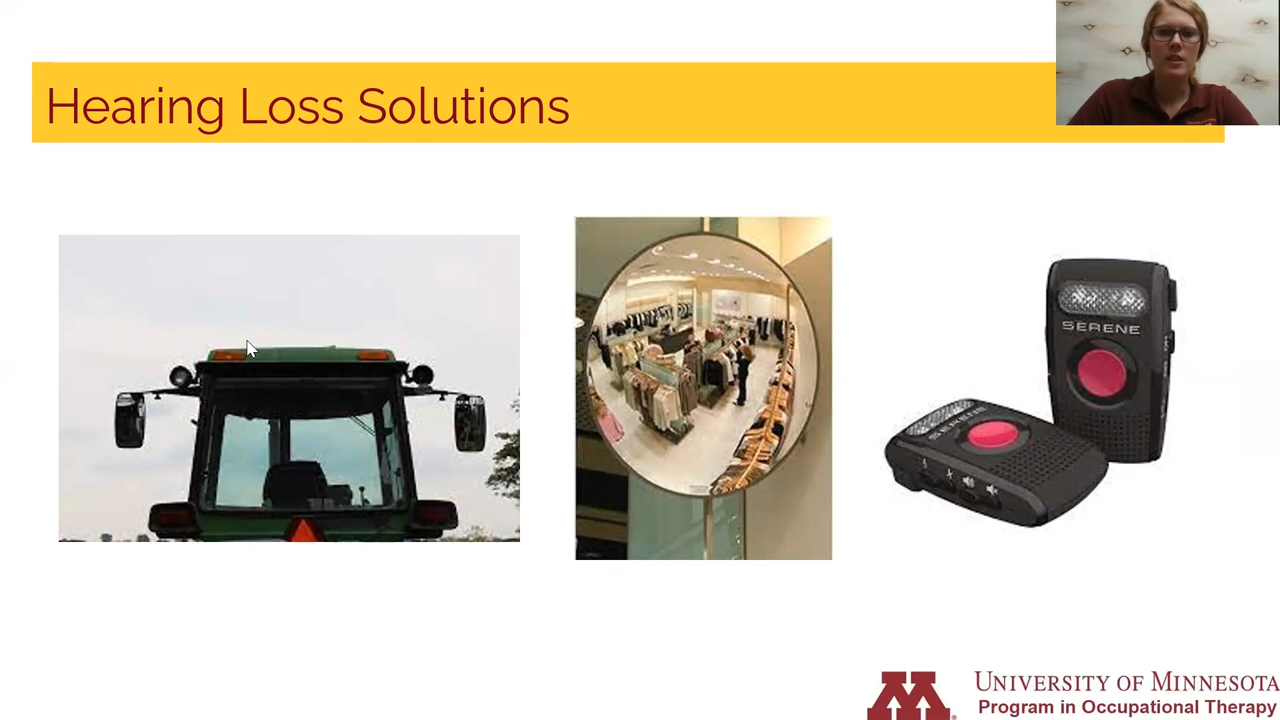 Hearing Loss Solutions
SERENE
SERENE
UNIVERSITY OF MINNESOTA
Program in Occupational Therapy